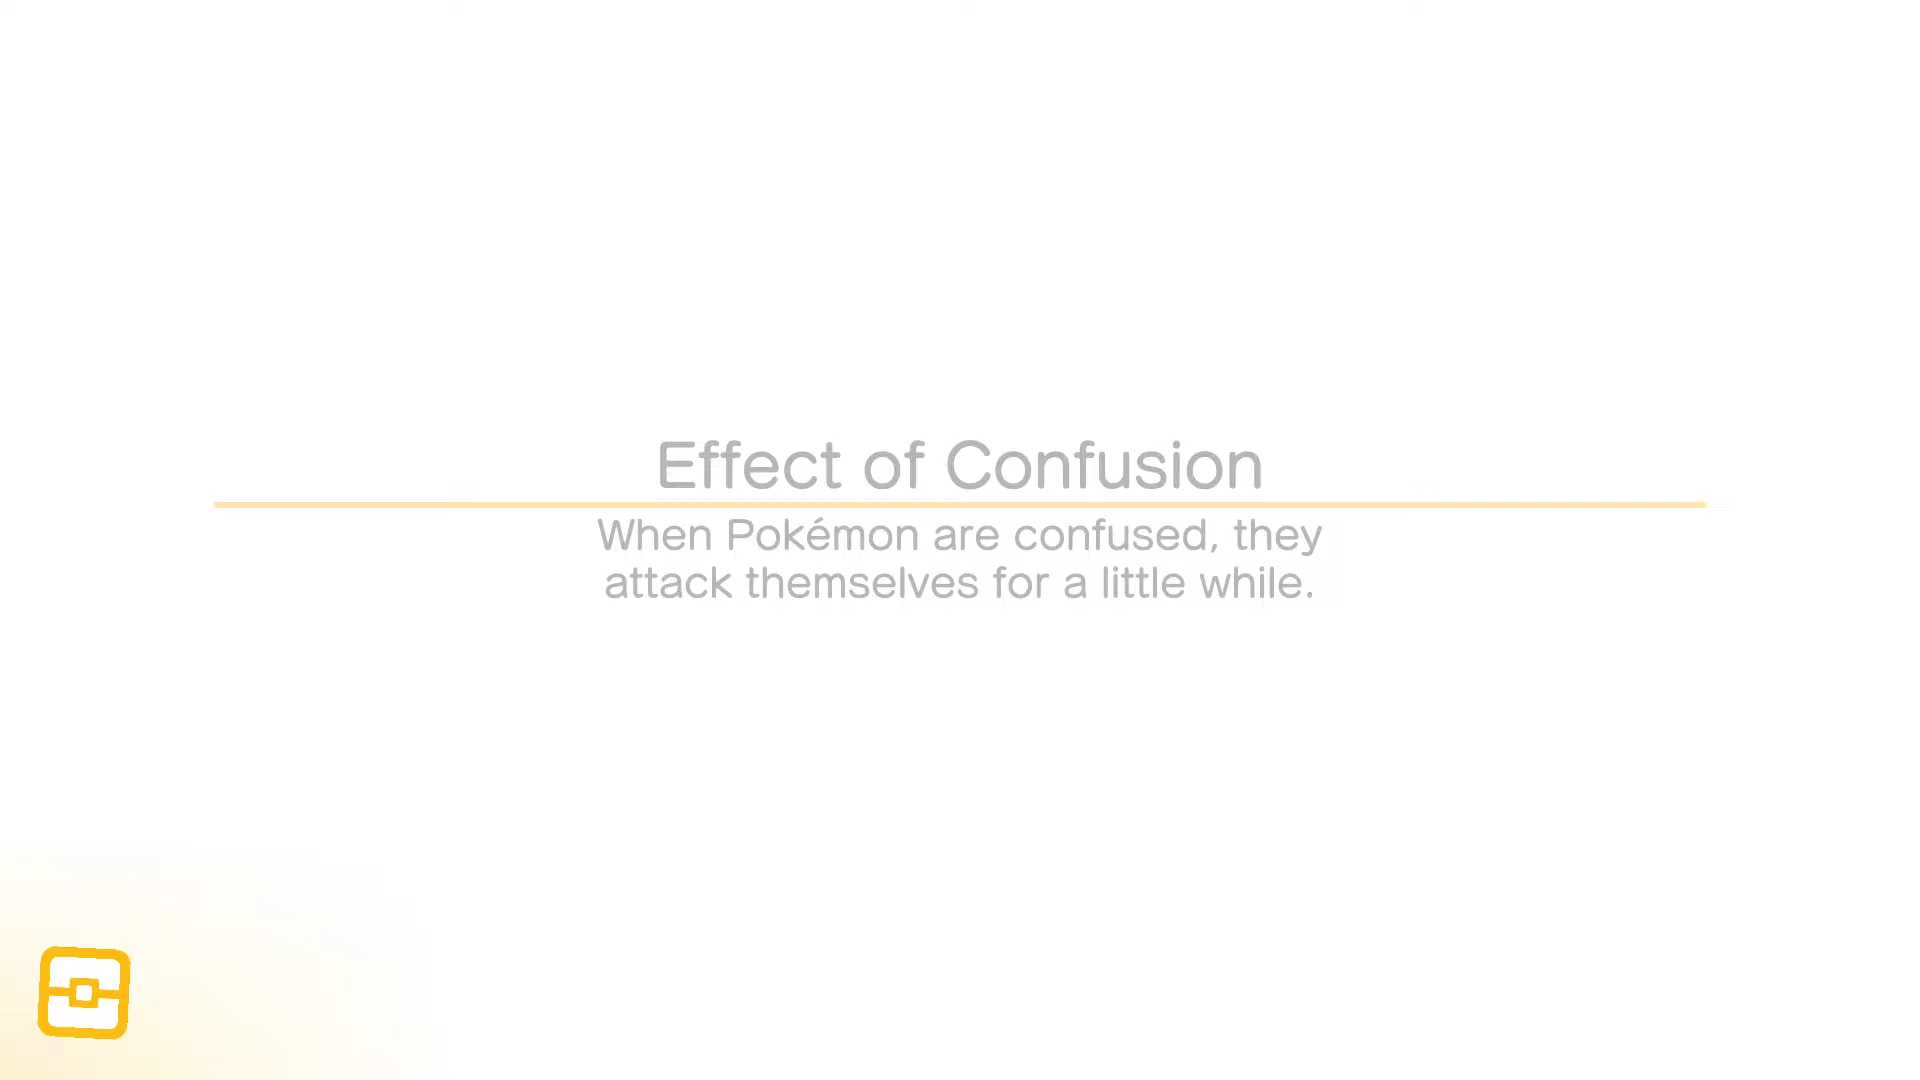 Effect of Confusion
When Pokémon are confused, they
attack themselves for a little while.